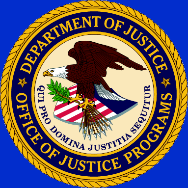 DEPARTMENT OF JUSTICE
QUI PRO DOMINA JUSTITIA SEQUITUR
OFFICE OF JUSTICE PROGRAMS